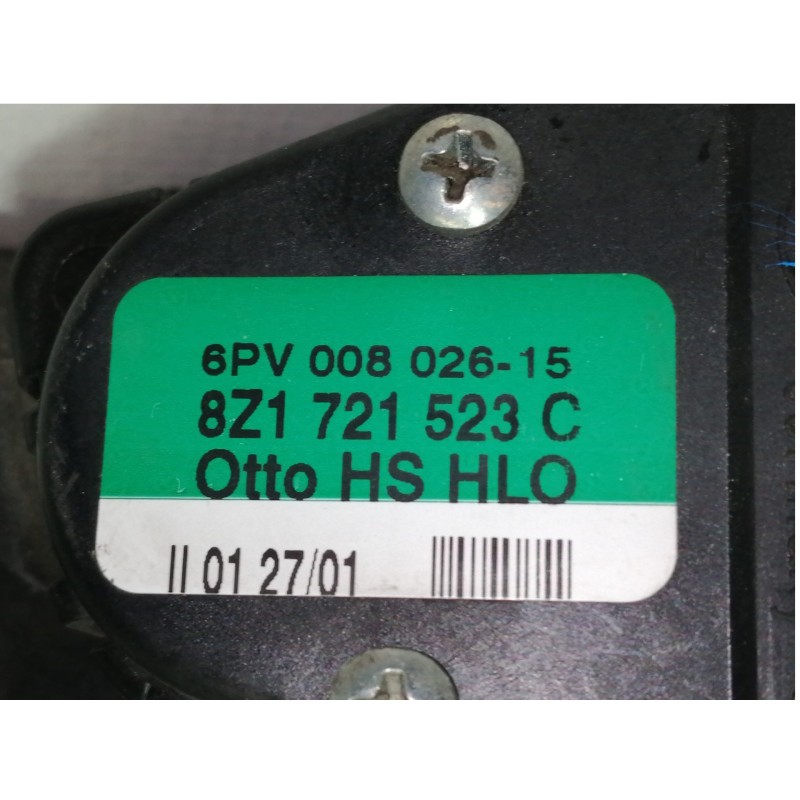 6PV 008 026-15
8Z1 721 523 C
Otto HS HLO
II 01 27/01